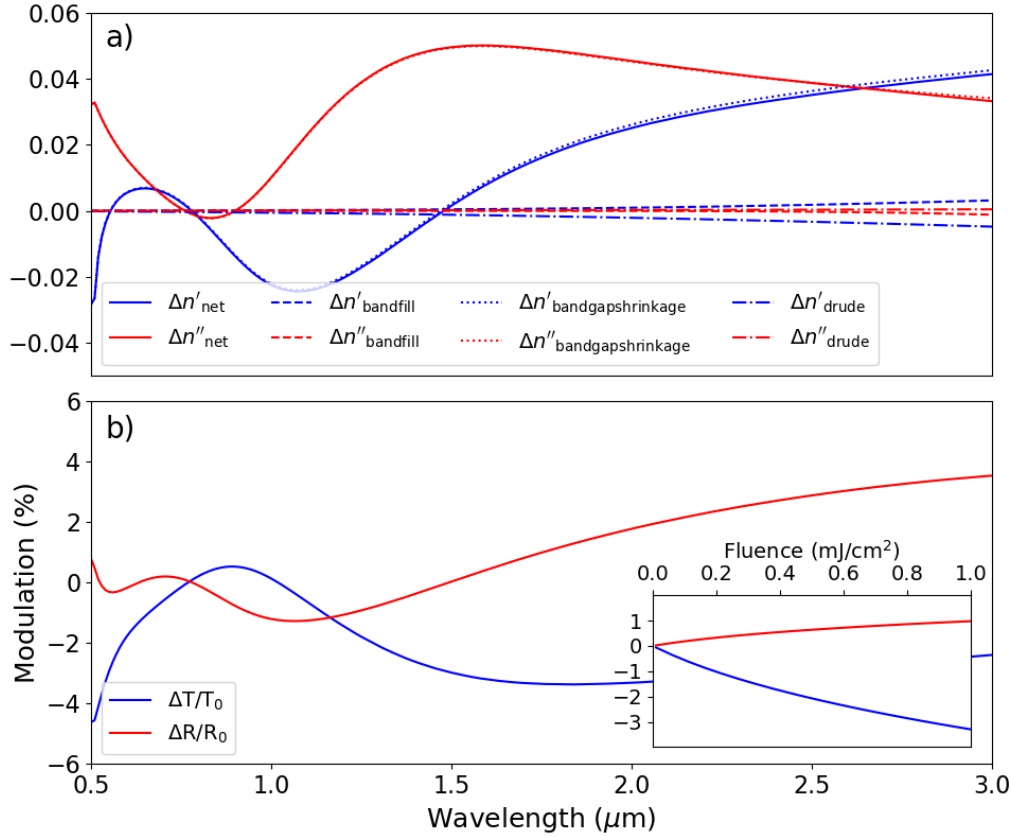 a)
0.06
0.04
0.02
0.00
−0.02
−0.04
Δn′net Δn′bandfill Δn′bandgapshrinkage Δn′drude
Δn″net Δn″bandfill Δn″bandgapshrinkage Δn″drude
b)
6
4
2
0
−2
−4
−6
Modulation (%)
ΔT/T0
ΔR/R0
Fluence (mJ/cm²)
0.0 0.2 0.4 0.6 0.8 1.0
1
0
−1
−2
−3
0.5 1.0 1.5 2.0 2.5 3.0
Wavelength (μm)